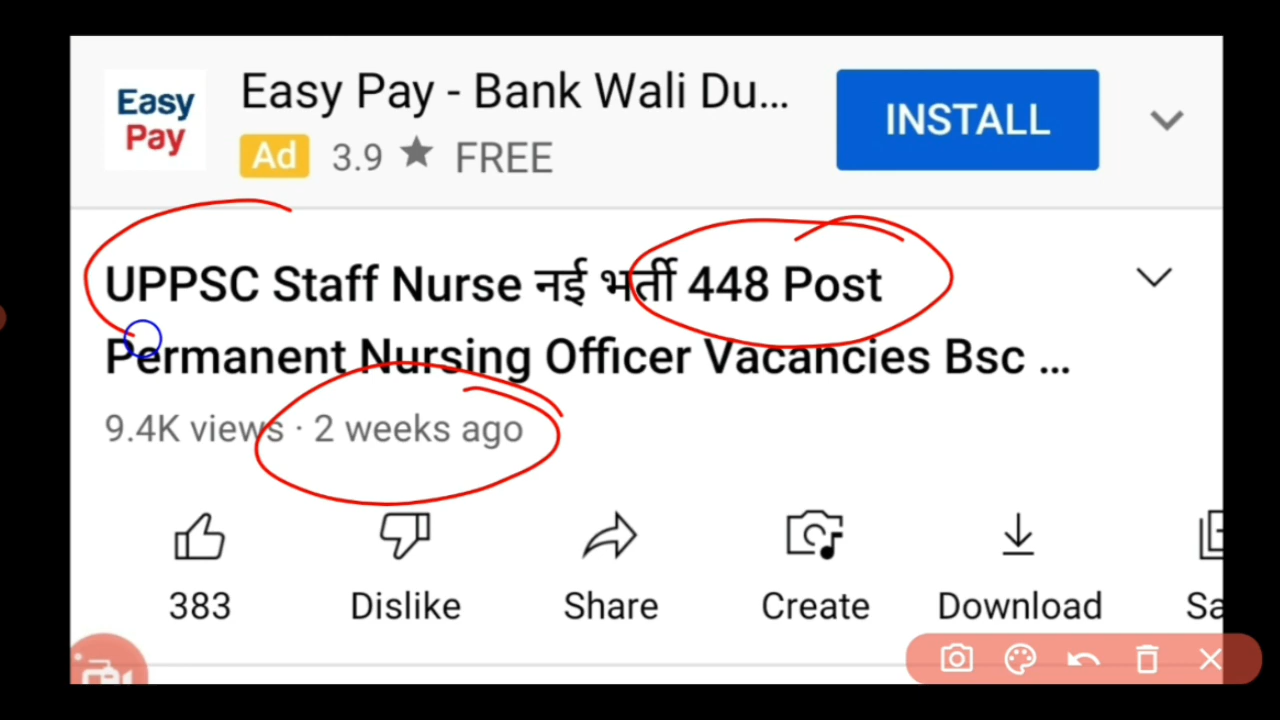 Easy Pay
Easy Pay - Bank Wali Du...
INSTALL
Ad 3.9 ★ FREE
UPPSC Staff Nurse नई भर्ती 448 Post
Permanent Nursing Officer Vacancies Bsc ...
9.4K views · 2 weeks ago
383 Dislike Share Create Download Sa